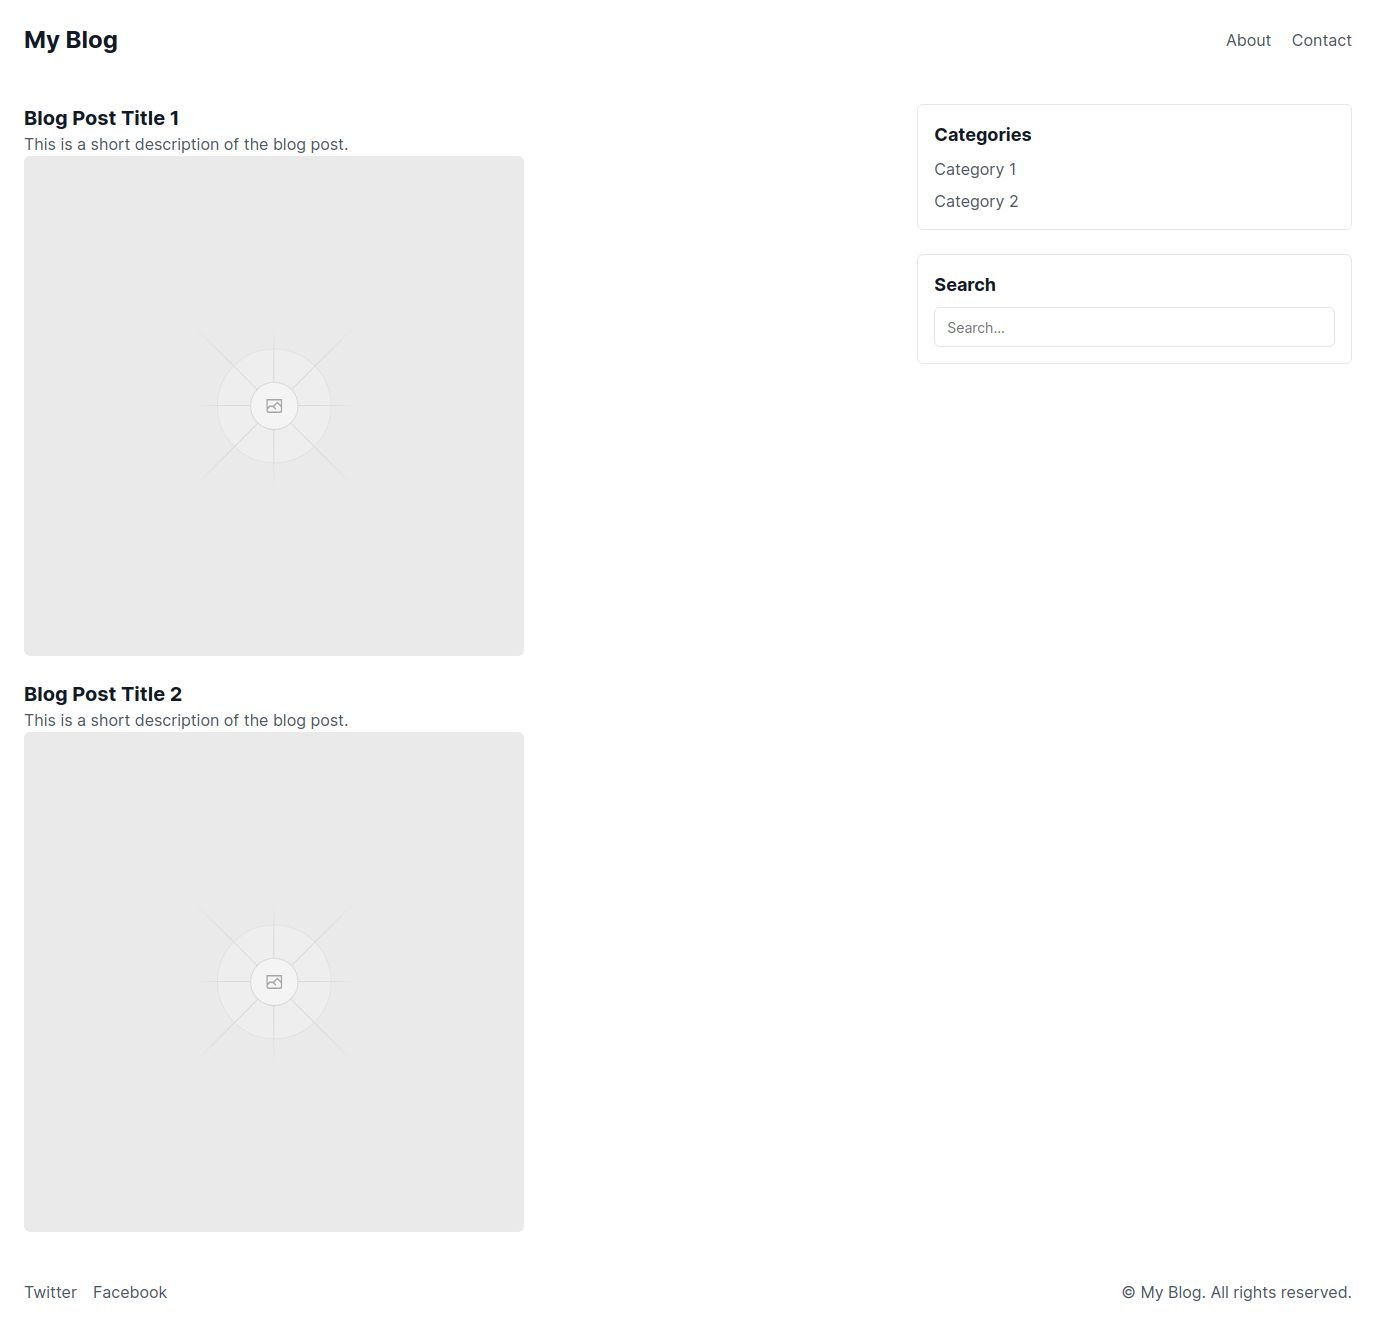 My Blog
About
Contact
Blog Post Title 1
This is a short description of the blog post.
Categories
Category 1
Category 2
Search
Search...
Blog Post Title 2
This is a short description of the blog post.
Twitter
Facebook
© My Blog. All rights reserved.